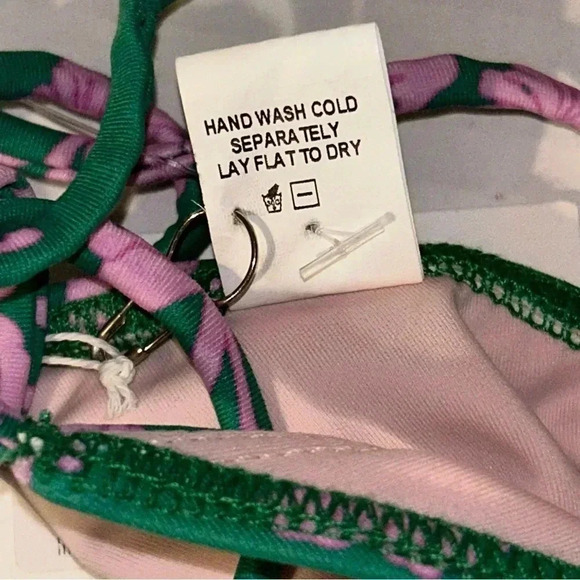 HAND WASH COLD
SEPARATELY
LAY FLAT TO DRY